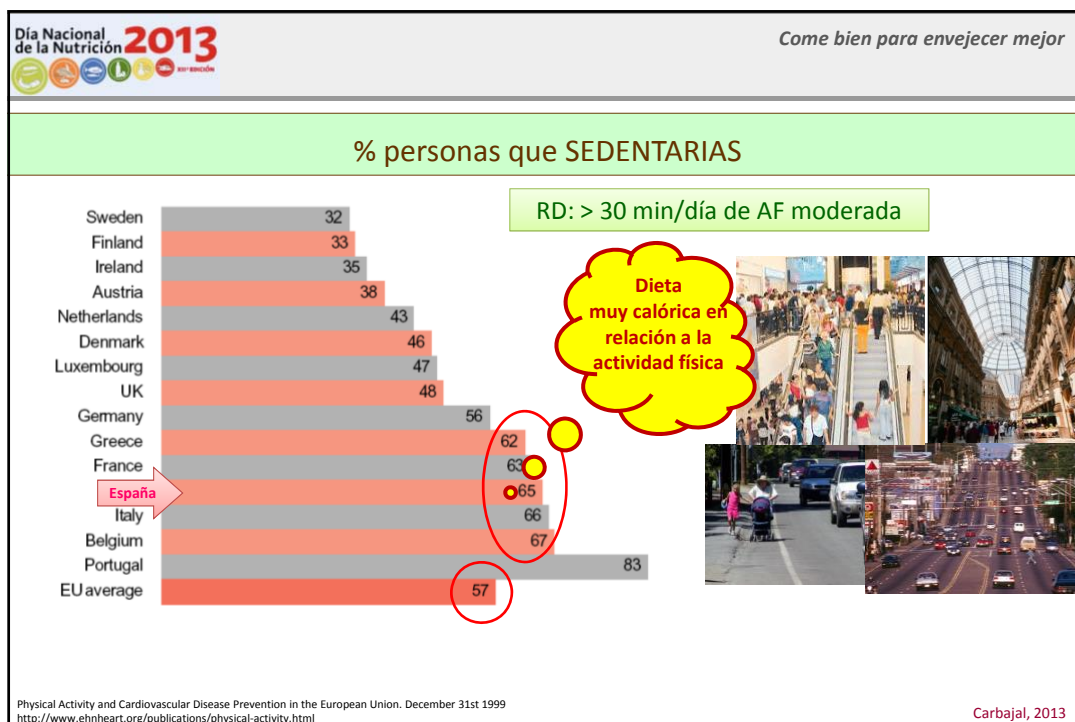 Día Nacional
de la Nutrición 2013
XIIª EDICIÓN
Come bien para envejecer mejor
% personas que SEDENTARIAS
RD: > 30 min/día de AF moderada
Sweden 32
Finland 33
Ireland 35
Austria 38
Netherlands 43
Denmark 46
Luxembourg 47
UK 48
Germany 56
Greece 62
France 63
España 65
Italy 66
Belgium 67
Portugal 83
EU average 57
Dieta
muy calórica en
relación a la
actividad física
Physical Activity and Cardiovascular Disease Prevention in the European Union. December 31st 1999
http://www.ehnheart.org/publications/physical-activity.html
Carbajal, 2013